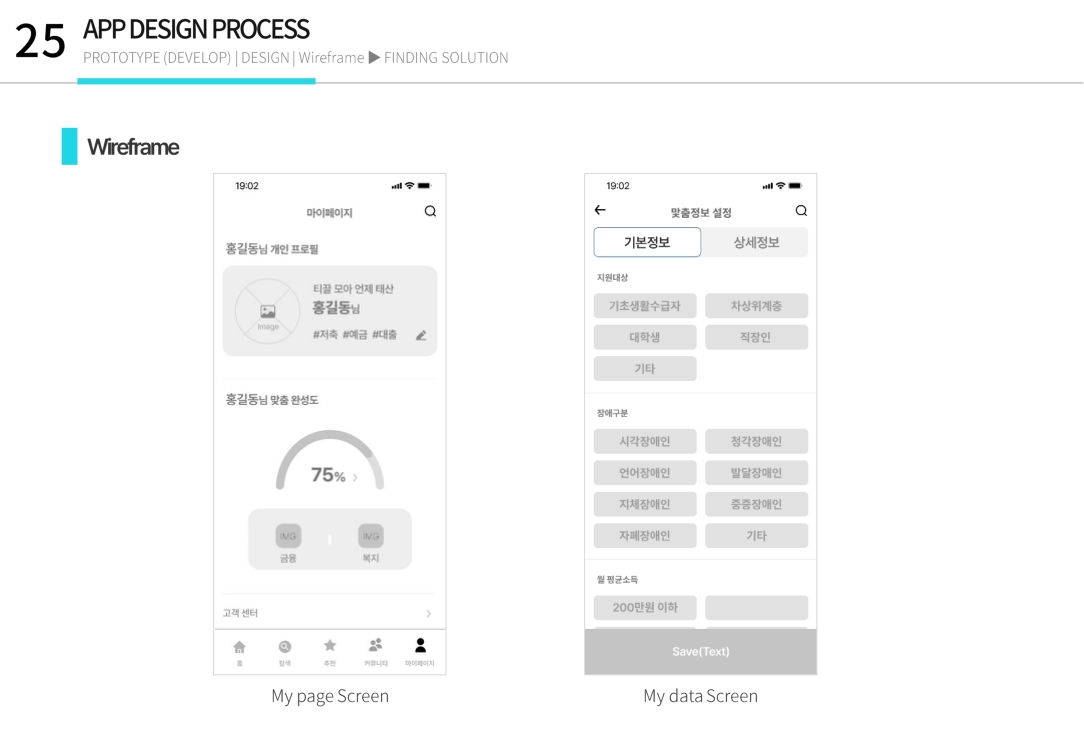 25
APP DESIGN PROCESS
PROTOTYPE (DEVELOP) | DESIGN | Wireframe ▶ FINDING SOLUTION
Wireframe
19:02
마이페이지
홍길동님 개인 프로필
Image
티끌 모아 언제 태산
홍길동님
#저축 #예금 #대출
홍길동님 맞춤 완성도
75% >
IMG
IMG
금융
복지
고객 센터 >
홈
탐색
추천
커뮤니티
마이페이지
My page Screen
19:02
맞춤정보 설정
기본정보
상세정보
지원대상
기초생활수급자
차상위계층
대학생
직장인
기타
장애구분
시각장애인
청각장애인
언어장애인
발달장애인
지체장애인
중증장애인
자폐장애인
기타
월 평균소득
200만원 이하
Save(Text)
My data Screen